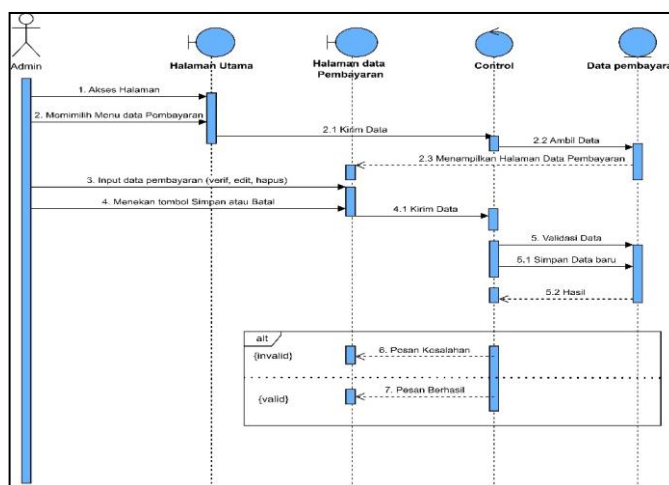 Admin
Halaman Utama
Halaman data
Pembayaran
Control
Data pembayara
1. Akses Halaman
2. Momimilih Menu data Pembayaran
2.1 Kirim Data
2.2 Ambil Data
2.3 Menampilkan Halaman Data Pembayaran
3. Input data pembayaran (verif, edit, hapus)
4. Menekan tombol Simpan atau Batal
4.1 Kirim Data
5. Validasi Data
5.1 Simpan Data baru
5.2 Hasil
alt
{invalid}
6. Pesan Kesalahan
{valid}
7. Pesan Berhasil